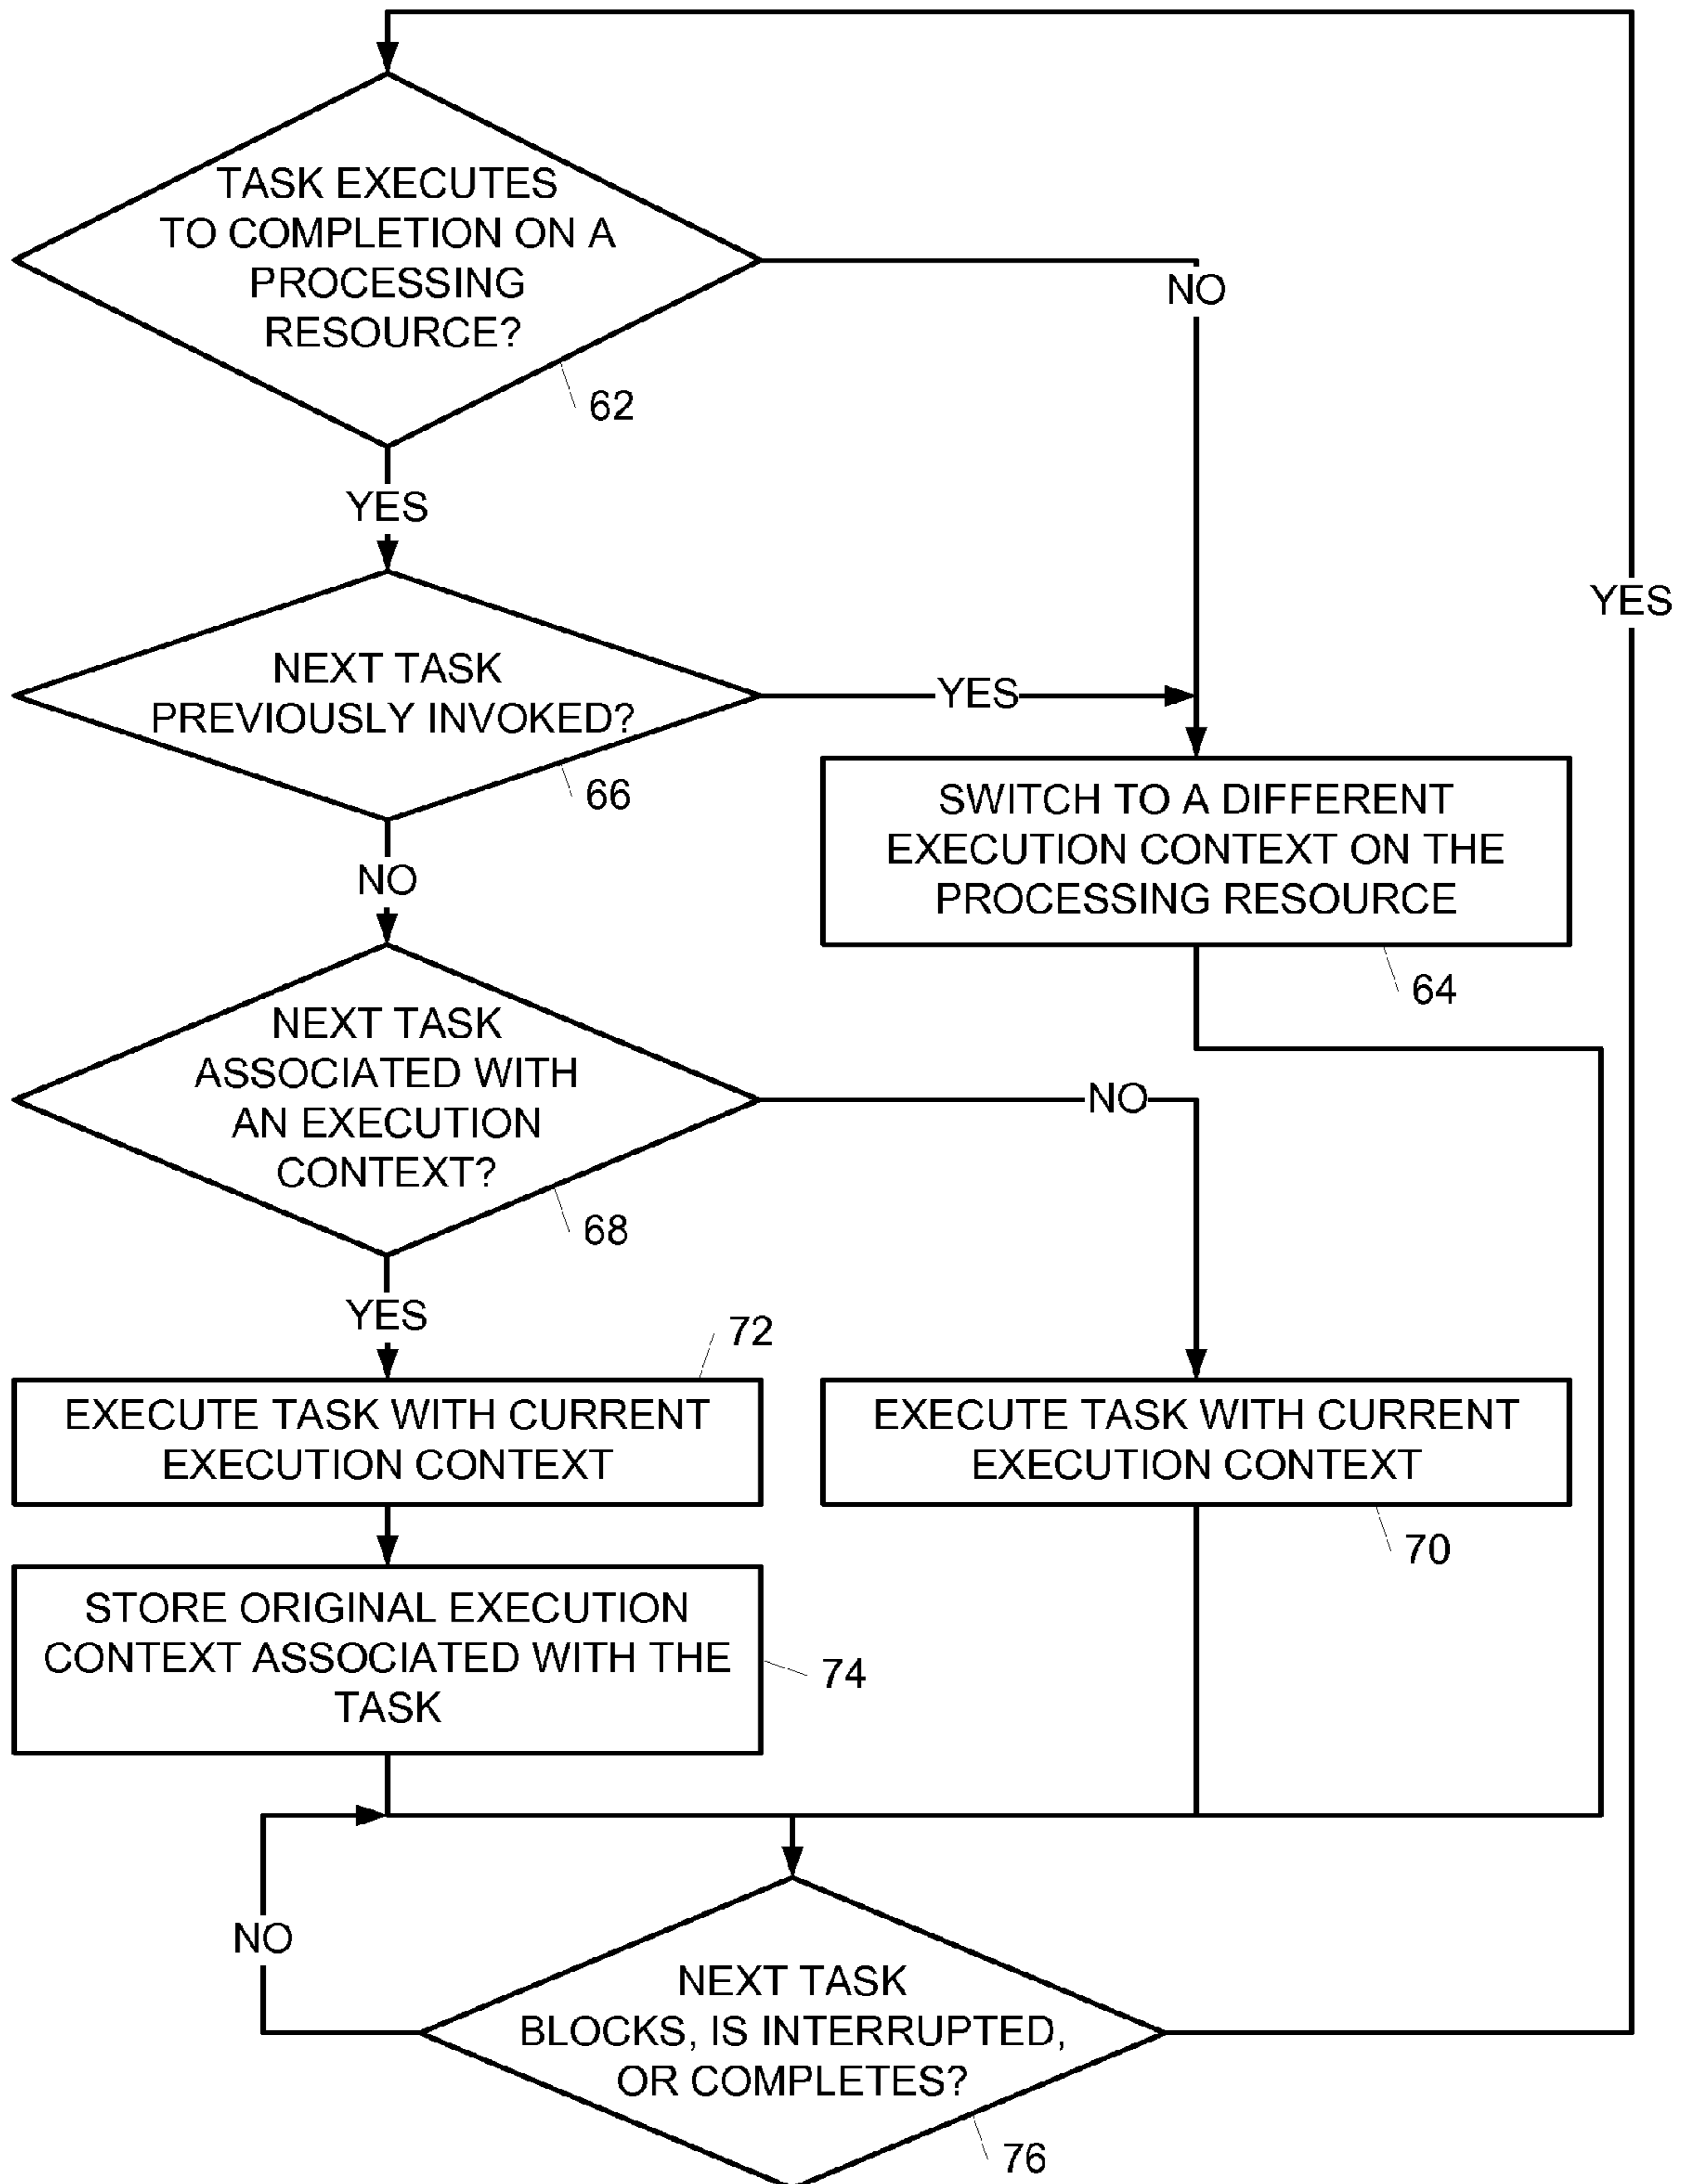 TASK EXECUTES
TO COMPLETION ON A
PROCESSING
RESOURCE?
NO
62
YES
YES
NEXT TASK
PREVIOUSLY INVOKED?
YES
66
SWITCH TO A DIFFERENT
EXECUTION CONTEXT ON THE
PROCESSING RESOURCE
NO
64
NEXT TASK
ASSOCIATED WITH
AN EXECUTION
CONTEXT?
NO
68
YES
72
EXECUTE TASK WITH CURRENT
EXECUTION CONTEXT
EXECUTE TASK WITH CURRENT
EXECUTION CONTEXT
70
STORE ORIGINAL EXECUTION
CONTEXT ASSOCIATED WITH THE
TASK
74
NO
NEXT TASK
BLOCKS, IS INTERRUPTED,
OR COMPLETES?
76